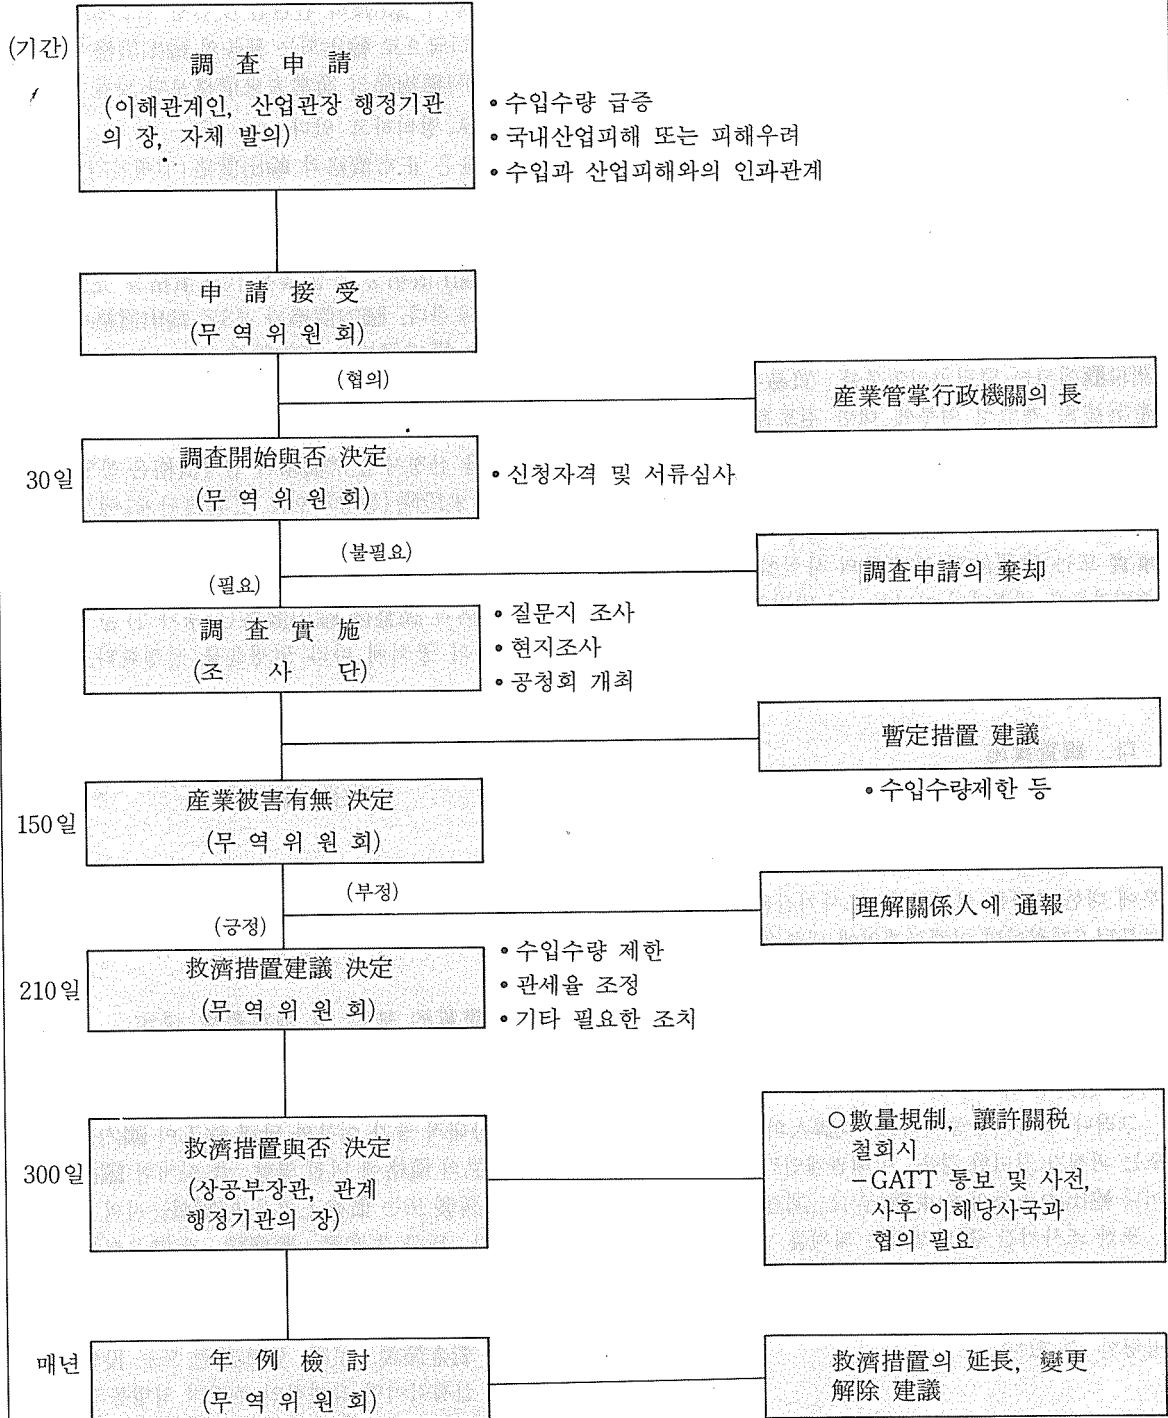 (기간)
調 査 申 請
(이해관계인, 산업관장 행정기관
의 장, 자체 발의)
• 수입수량 급증
• 국내산업피해 또는 피해우려
• 수입과 산업피해와의 인과관계
申 請 接 受
(무 역 위 원 회)
(협의)
産業管掌行政機關의 長
30일
調査開始與否 決定
(무 역 위 원 회)
• 신청자격 및 서류심사
(불필요)
調査申請의 棄却
(필요)
調 査 實 施
(조 사 단)
• 질문지 조사
• 현지조사
• 공청회 개최
暫定措置 建議
• 수입수량제한 등
150일
産業被害有無 決定
(무 역 위 원 회)
(부정)
理解關係人에 通報
(긍정)
210일
救濟措置建議 決定
(무 역 위 원 회)
• 수입수량 제한
• 관세율 조정
• 기타 필요한 조치
300일
救濟措置與否 決定
(상공부장관, 관계
행정기관의 장)
○數量規制, 讓許關税
철회시
－GATT 통보 및 사전,
사후 이해당사국과
협의 필요
매년
年 例 檢 討
(무 역 위 원 회)
救濟措置의 延長, 變更
解除 建議